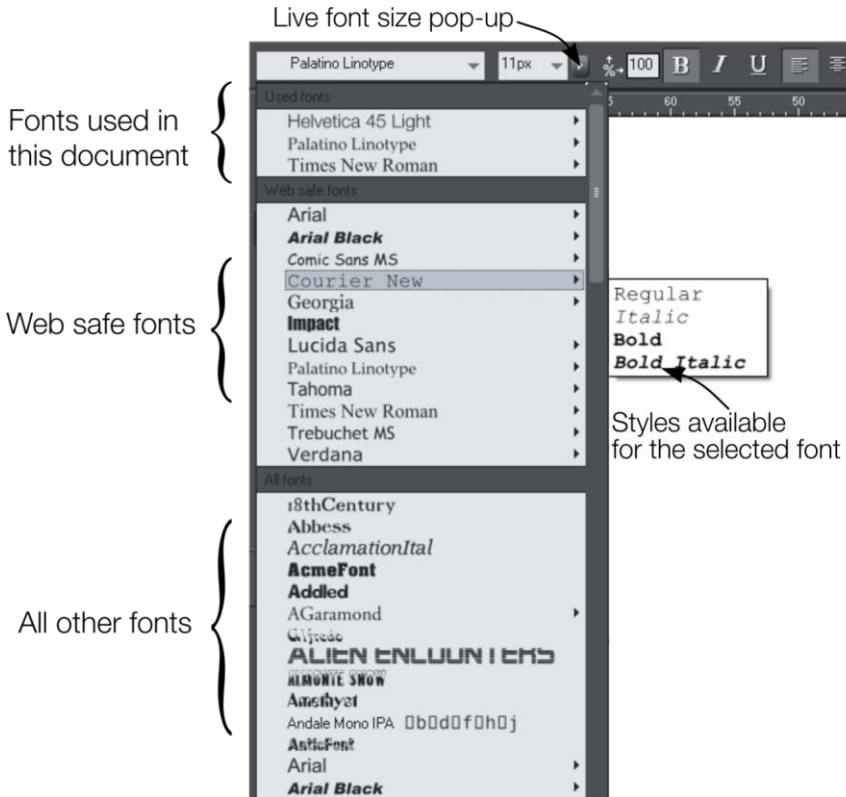 Live font size pop-up
Palatino Linotype 11px 100 B I U
60 55 50
Used fonts
Fonts used in
this document
Helvetica 45 Light
Palatino Linotype
Times New Roman
Web safe fonts
Web safe fonts
Arial
Arial Black
Comic Sans MS
Courier New
Georgia
Impact
Lucida Sans
Palatino Linotype
Tahoma
Times New Roman
Trebuchet MS
Verdana
Regular
Italic
Bold
Bold Italic
Styles available
for the selected font
All fonts
All other fonts
18thCentury
Abbess
AcclamationItal
AcmeFont
Addled
AGaramond
Alfredo
ALIEN ENCOUNTERS
ALMONTE SNOW
Amethyst
Andale Mono IPA
AnticFont
Arial
Arial Black